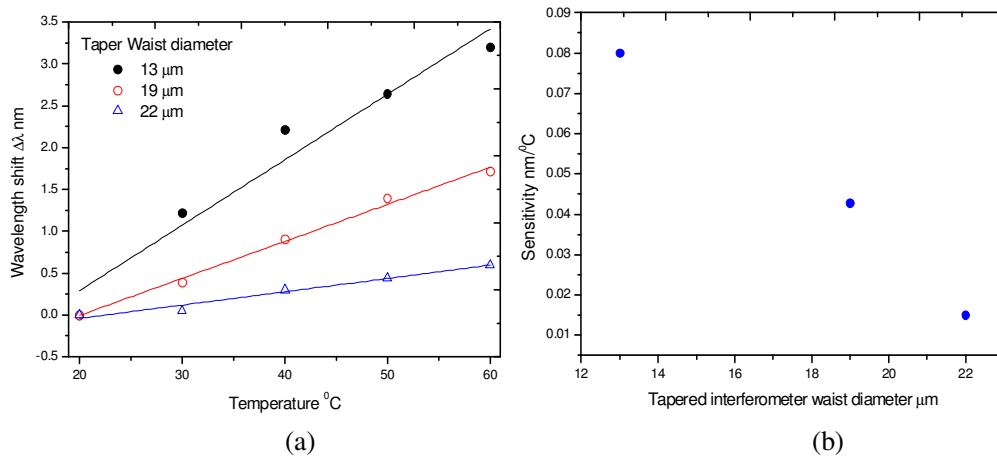 3.5
3.0
2.5
2.0
1.5
1.0
0.5
0.0
-0.5
Wavelength shift Δλ nm
Taper Waist diameter
13 μm
19 μm
22 μm
20 30 40 50 60
Temperature ⁰C
(a)
0.09
0.08
0.07
0.06
0.05
0.04
0.03
0.02
0.01
Sensitivity nm/⁰C
12 14 16 18 20 22
Tapered interferometer waist diameter μm
(b)